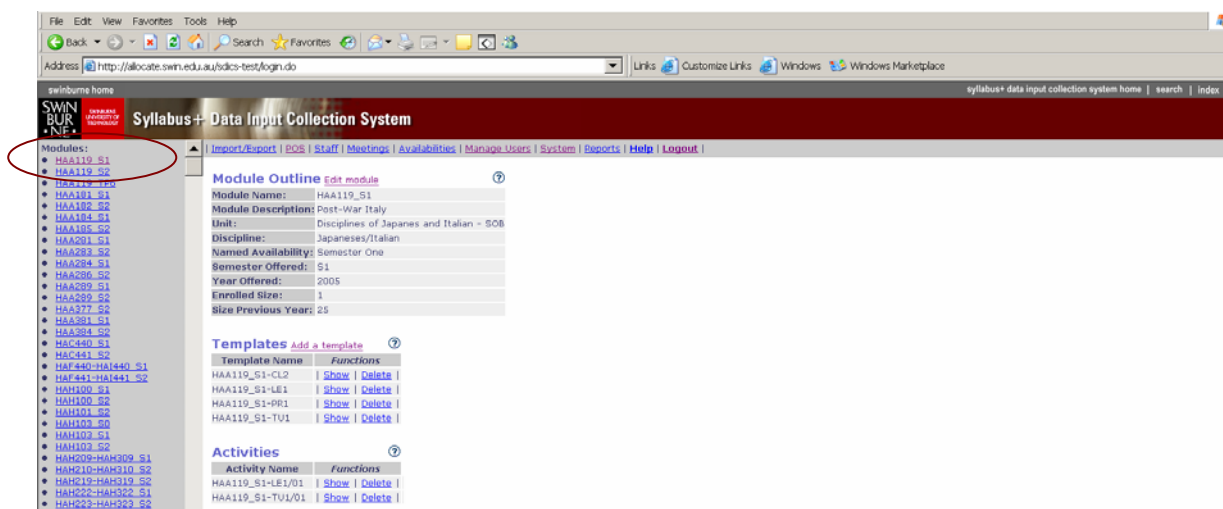 File Edit View Favorites Tools Help
Back Search Favorites
Address http://allocate.swin.edu.au/sdics-test/login.do Links Customize Links Windows Windows Marketplace
swinburne home syllabus+ data input collection system home | search | index
SWIN BUR NE SWINBURNE UNIVERSITY OF TECHNOLOGY Syllabus+ Data Input Collection System
Modules: | Import/Export | POS | Staff | Meetings | Availabilities | Manage Users | System | Reports | Help | Logout |
HAA119_S1
HAA119_S2
HAA119_YFO
HAA181_S1
HAA182_S2
HAA184_S1
HAA185_S2
HAA281_S1
HAA283_S2
HAA284_S1
HAA286_S2
HAA289_S1
HAA289_S2
HAA377_S2
HAA381_S1
HAA384_S2
HAC440_S1
HAC441_S2
HAF440-HAI440_S1
HAF441-HAI441_S2
HAH100_S1
HAH100_S2
HAH101_S2
HAH103_S0
HAH103_S1
HAH103_S2
HAH209-HAH309_S1
HAH210-HAH310_S2
HAH219-HAH319_S2
HAH222-HAH322_S1
HAH223-HAH323_S2
Module Outline Edit module ?
Module Name: HAA119_S1
Module Description: Post-War Italy
Unit: Disciplines of Japanes and Italian - SOB
Discipline: Japaneses/Italian
Named Availability: Semester One
Semester Offered: S1
Year Offered: 2005
Enrolled Size: 1
Size Previous Year: 25
Templates Add a template ?
Template Name Functions
HAA119_S1-CL2 | Show | Delete |
HAA119_S1-LE1 | Show | Delete |
HAA119_S1-PR1 | Show | Delete |
HAA119_S1-TU1 | Show | Delete |
Activities ?
Activity Name Functions
HAA119_S1-LE1/01 | Show | Delete |
HAA119_S1-TU1/01 | Show | Delete |